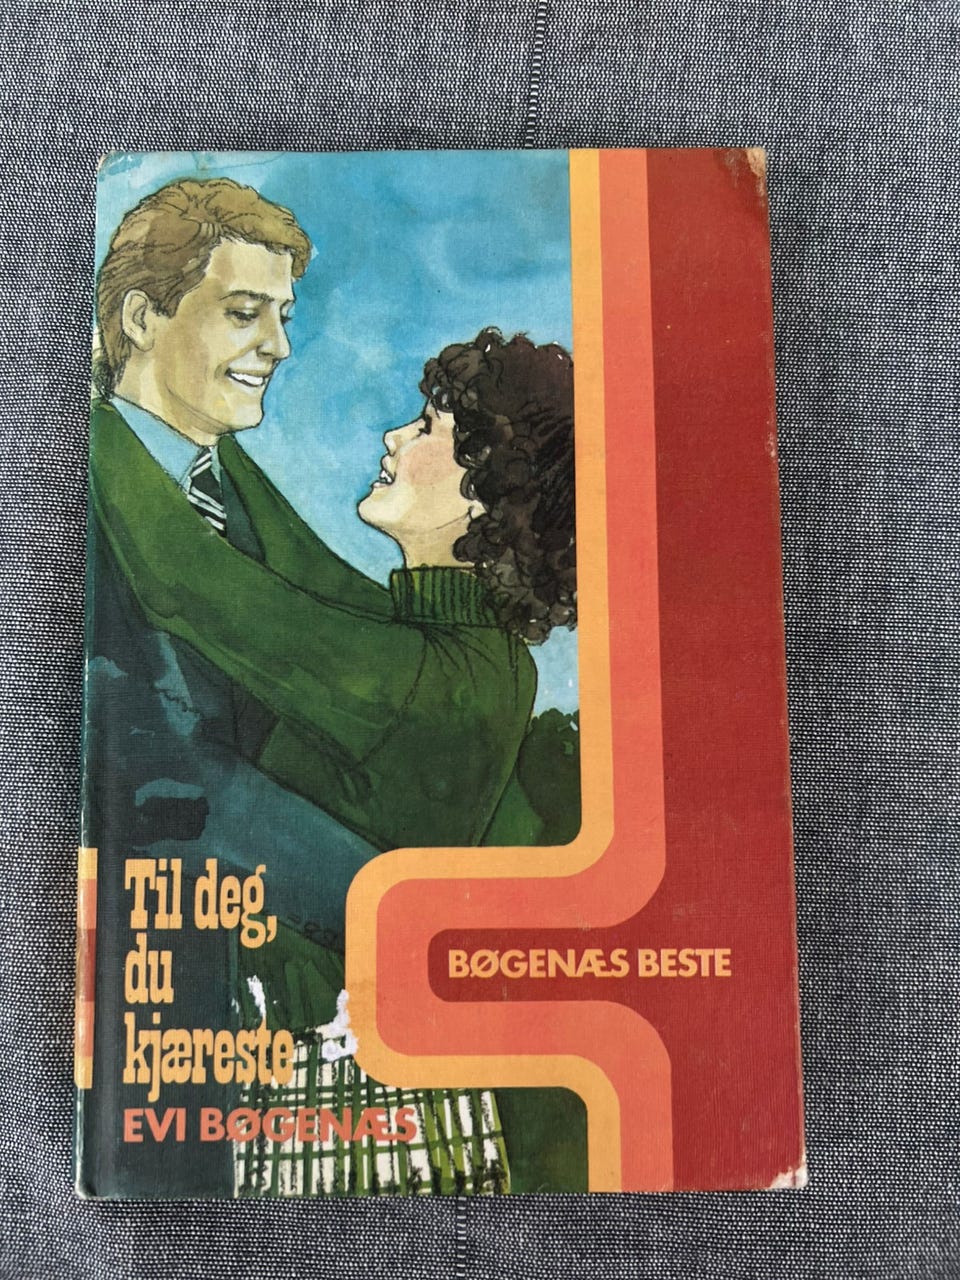 Til deg,
du
kjæreste
EVI BØGENÆS
BØGENÆS BESTE